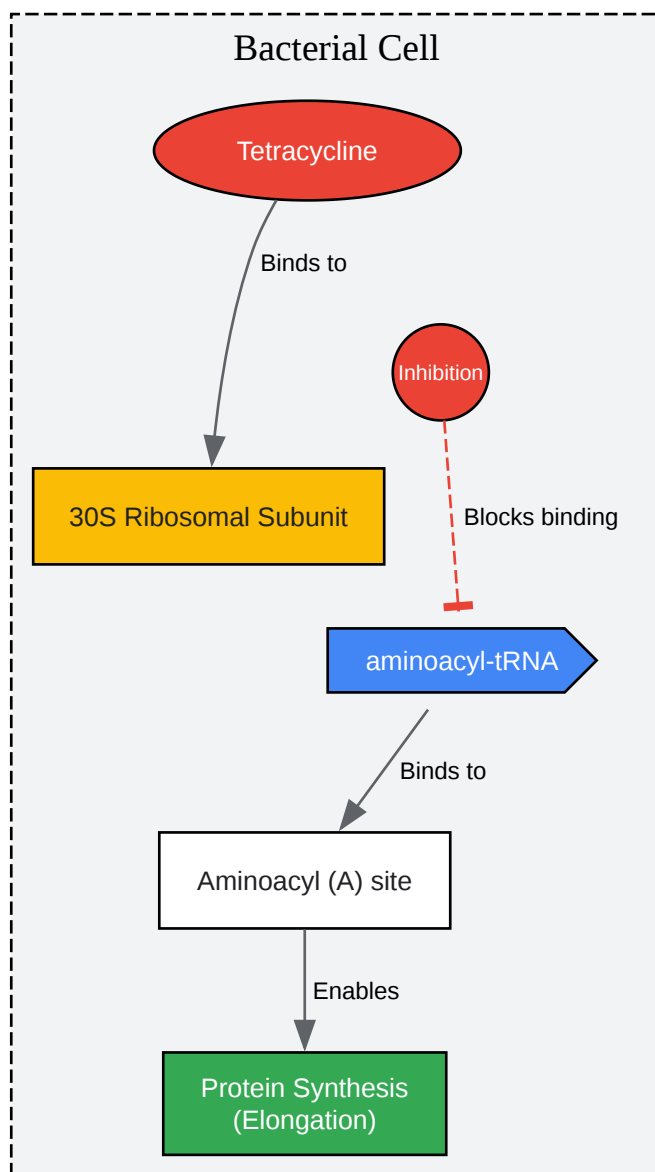 Bacterial Cell
Tetracycline
Binds to
Inhibition
30S Ribosomal Subunit
Blocks binding
aminoacyl-tRNA
Binds to
Aminoacyl (A) site
Enables
Protein Synthesis
(Elongation)